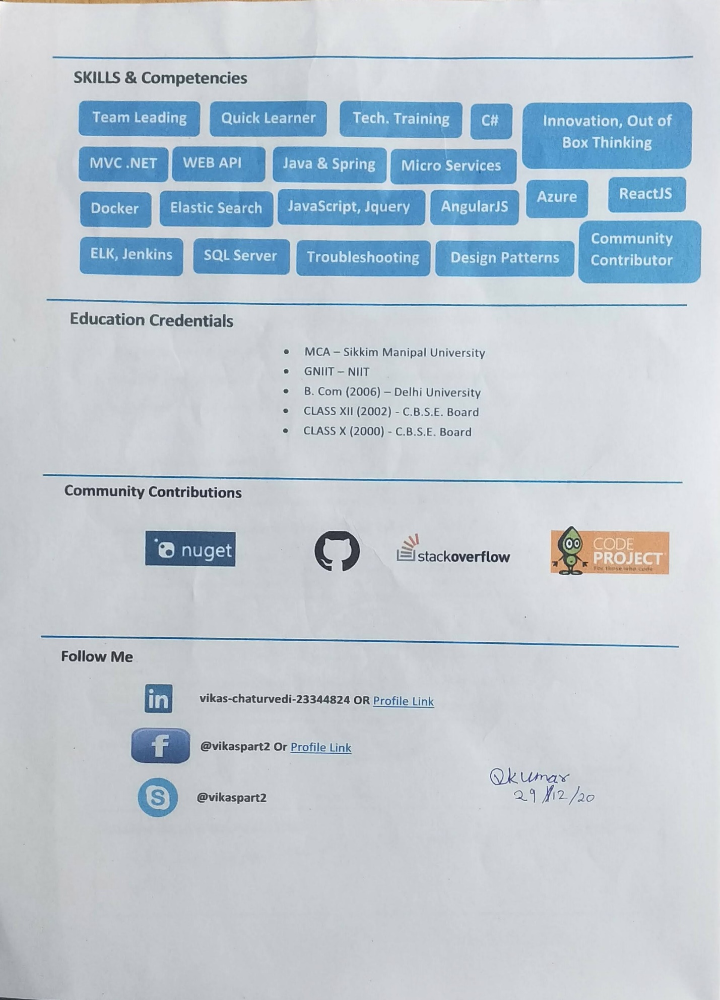 SKILLS & Competencies
Team Leading
Quick Learner
Tech. Training
C#
Innovation, Out of
Box Thinking
MVC .NET
WEB API
Java & Spring
Micro Services
Docker
Elastic Search
JavaScript, Jquery
AngularJS
Azure
ReactJS
ELK, Jenkins
SQL Server
Troubleshooting
Design Patterns
Community
Contributor
Education Credentials
• MCA – Sikkim Manipal University
• GNIIT – NIIT
• B. Com (2006) – Delhi University
• CLASS XII (2002) - C.B.S.E. Board
• CLASS X (2000) - C.B.S.E. Board
Community Contributions
nuget
stackoverflow
CODE
PROJECT
For those who code
Follow Me
in vikas-chaturvedi-23344824 OR Profile Link
f @vikaspart2 Or Profile Link
S @vikaspart2
kumar
29/12/20